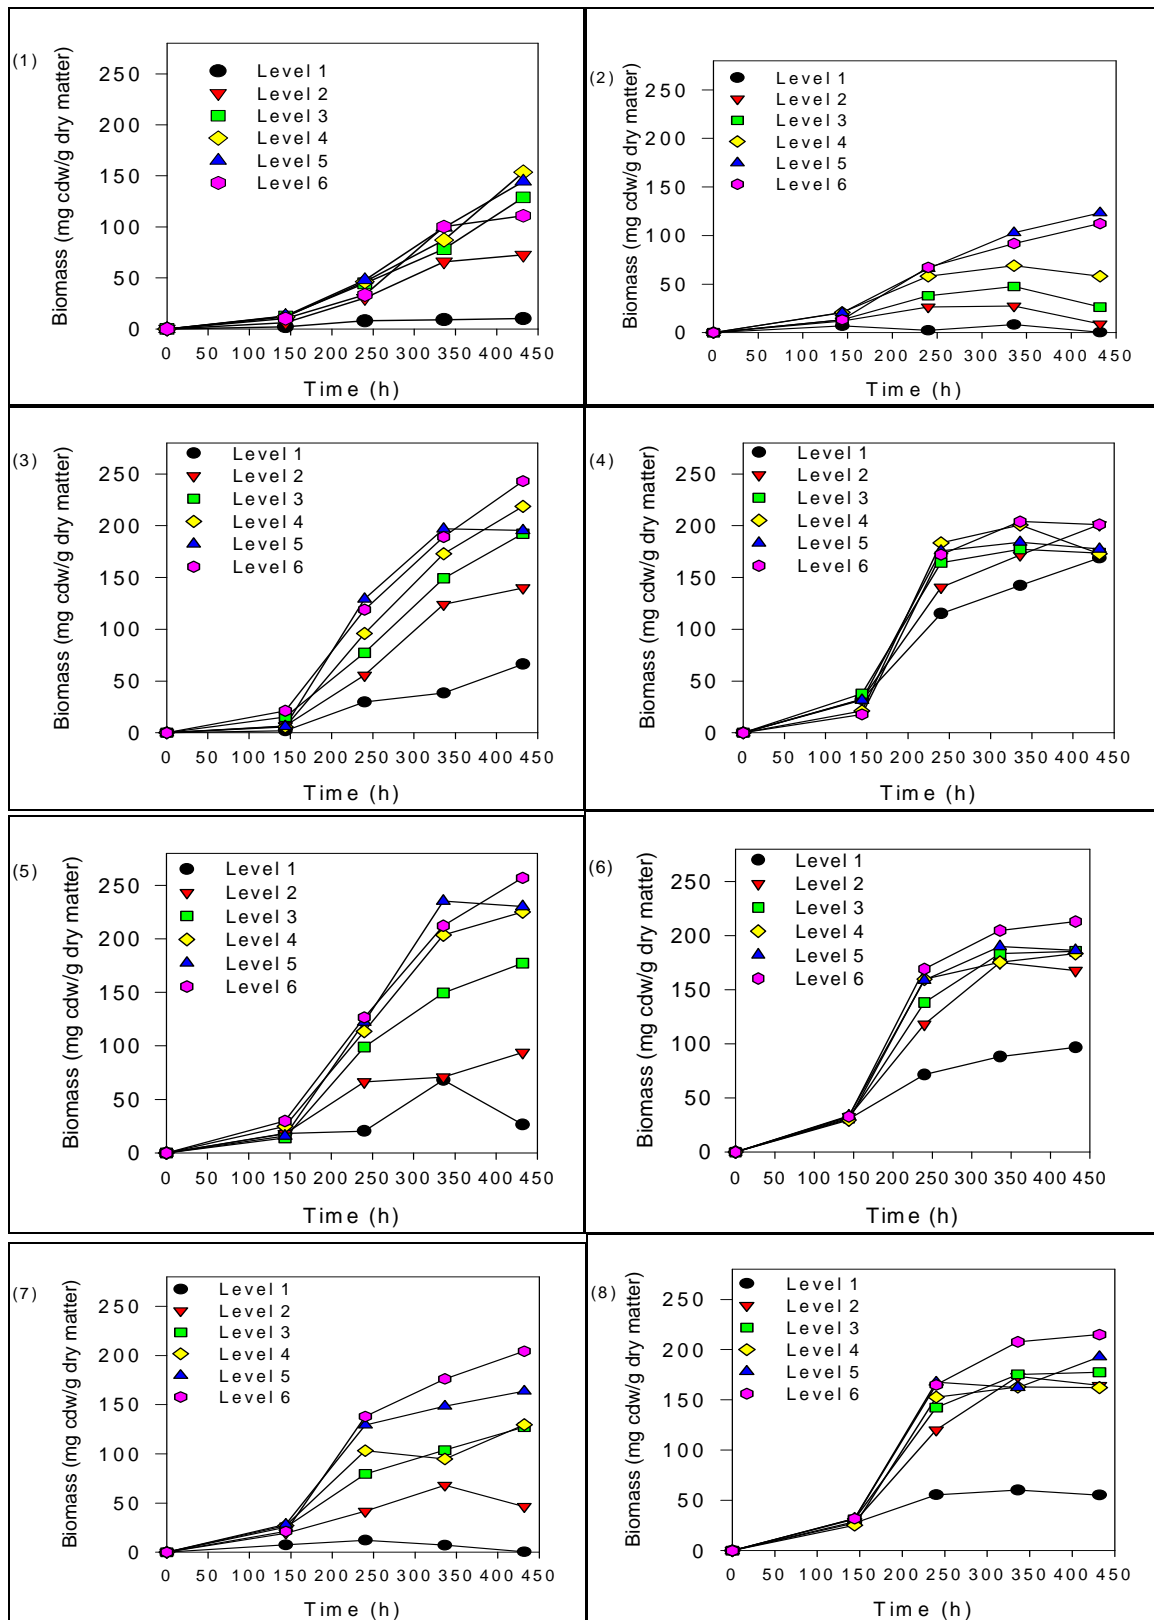 (1)
Biomass (mg cdw/g dry matter)
250
200
150
100
50
0
Level 1
Level 2
Level 3
Level 4
Level 5
Level 6
0 50 100 150 200 250 300 350 400 450
Time (h)
(2)
Biomass (mg cdw/g dry matter)
250
200
150
100
50
0
Level 1
Level 2
Level 3
Level 4
Level 5
Level 6
0 50 100 150 200 250 300 350 400 450
Time (h)
(3)
Biomass (mg cdw/g dry matter)
250
200
150
100
50
0
Level 1
Level 2
Level 3
Level 4
Level 5
Level 6
0 50 100 150 200 250 300 350 400 450
Time (h)
(4)
Biomass (mg cdw/g dry matter)
250
200
150
100
50
0
Level 1
Level 2
Level 3
Level 4
Level 5
Level 6
0 50 100 150 200 250 300 350 400 450
Time (h)
(5)
Biomass (mg cdw/g dry matter)
250
200
150
100
50
0
Level 1
Level 2
Level 3
Level 4
Level 5
Level 6
0 50 100 150 200 250 300 350 400 450
Time (h)
(6)
Biomass (mg cdw/g dry matter)
250
200
150
100
50
0
Level 1
Level 2
Level 3
Level 4
Level 5
Level 6
0 50 100 150 200 250 300 350 400 450
Time (h)
(7)
Biomass (mg cdw/g dry matter)
250
200
150
100
50
0
Level 1
Level 2
Level 3
Level 4
Level 5
Level 6
0 50 100 150 200 250 300 350 400 450
Time (h)
(8)
Biomass (mg cdw/g dry matter)
250
200
150
100
50
0
Level 1
Level 2
Level 3
Level 4
Level 5
Level 6
0 50 100 150 200 250 300 350 400 450
Time (h)